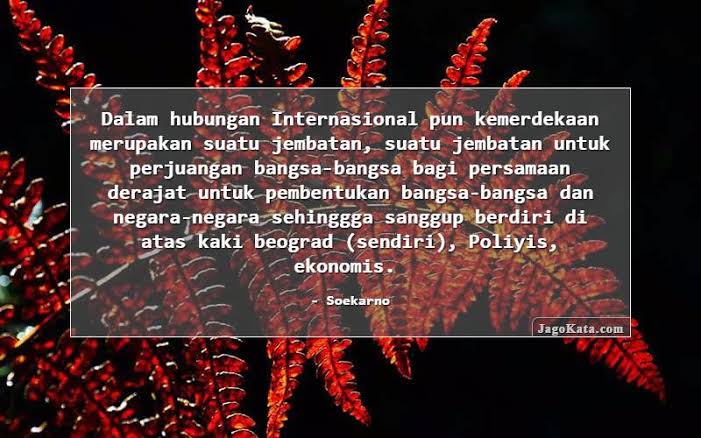 Dalam hubungan Internasional pun kemerdekaan
merupakan suatu jembatan, suatu jembatan untuk
perjuangan bangsa-bangsa bagi persamaan
derajat untuk pembentukan bangsa-bangsa dan
negara-negara sehinggga sanggup berdiri di
atas kaki beograd (sendirí), Poliyis,
ekonomis.
- Soekarno
JagoKata.com